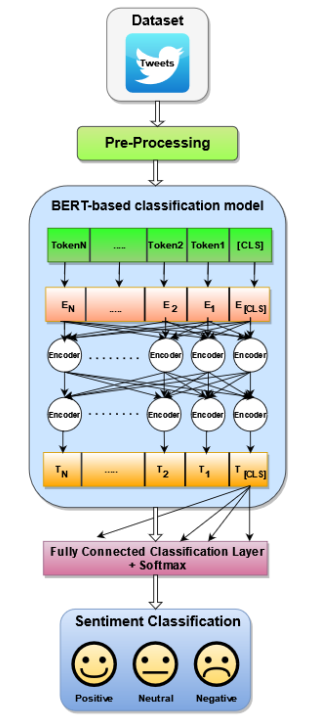 Dataset
Tweets
Pre-Processing
BERT-based classification model
TokenN ..... Token2 Token1 [CLS]
EN ..... E2 E1 E[CLS]
Encoder ........ Encoder Encoder Encoder
Encoder ........ Encoder Encoder Encoder
TN ..... T2 T1 T[CLS]
Fully Connected Classification Layer
+ Softmax
Sentiment Classification
Positive Neutral Negative